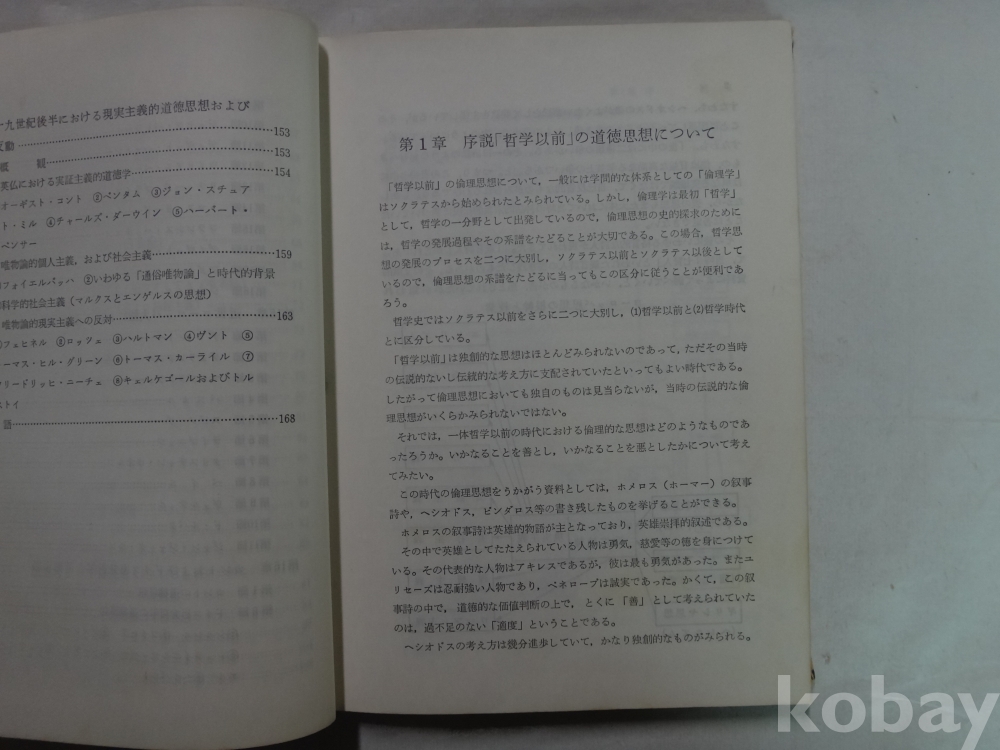 十九世紀後半における現実主義的道徳思想および
反動 153
概 観 153
英仏における実証主義的道徳学 154
オーギスト・コント ②ベンタム ③ジョン・スチュア
ト・ミル ④チャールズ・ダーウイン ⑤ハーバート・
ペンサー
唯物論的個人主義，および社会主義 159
フォイエルバッハ ②いわゆる「通俗唯物論」と時代的背景
科学的社会主義（マルクスとエンゲルスの思想）
唯物論的現実主義への反対 163
フェヒネル ②ロッツェ ③ハルトマン ④ヴント ⑤
ーマス・ヒル・グリーン ⑥トーマス・カーライル ⑦
リードリッヒ・ニーチェ ⑧キェルケゴールおよびトル
ストイ
語 168
第1章 序説「哲学以前」の道徳思想について
「哲学以前」の倫理思想について，一般には学問的な体系としての「倫理学」
はソクラテスから始められたとみられている。しかし，倫理学は最初「哲学」
として，哲学の一分野として出発しているので，倫理思想の史的探求のために
は，哲学の発展過程やその系譜をたどることが大切である。この場合，哲学思
想の発展のプロセスを二つに大別し，ソクラテス以前とソクラテス以後として
いるので，倫理思想の系譜をたどるに当ってもこの区分に従うことが便利であ
ろう。
哲学史ではソクラテス以前をさらに二つに大別し，(1)哲学以前と(2)哲学時代
とに区分している。
「哲学以前」は独創的な思想はほとんどみられないのであって，ただその当時
の伝説的ないし伝統的な考え方に支配されていたといってもよい時代である。
したがって倫理思想においても独自のものは見当らないが，当時の伝説的な倫
理思想がいくらかみられないではない。
それでは，一体哲学以前の時代における倫理的な思想はどのようなものであ
ったろうか。いかなることを善とし，いかなることを悪としたかについて考え
てみたい。
この時代の倫理思想をうかがう資料としては，ホメロス（ホーマー）の叙事
詩や，ヘシオドス，ピンダロス等の書き残したものを挙げることができる。
ホメロスの叙事詩は英雄的物語が主となっており，英雄崇拝的叙述である。
その中で英雄としてたたえられている人物は勇気，慈愛等の徳を身につけて
いる。その代表的な人物はアキレスであるが，彼は最も勇気があった。またユ
リセーズは忍耐強い人物であり，ペネロープは誠実であった。かくて，この叙
事詩の中で，道徳的な価値判断の上で，とくに「善」として考えられていた
のは，過不足のない「適度」ということである。
ヘシオドスの考え方は幾分進歩していて，かなり独創的なものがみられる。
kobay